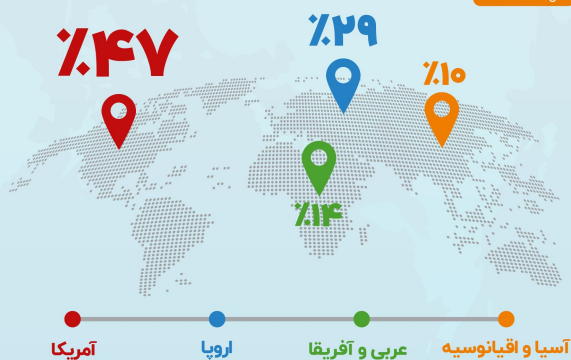 ٪۴۷
٪۲۹
٪۱۰
٪۱۴
آسیا و اقیانوسیه
عربی و آفریقا
اروپا
آمریکا